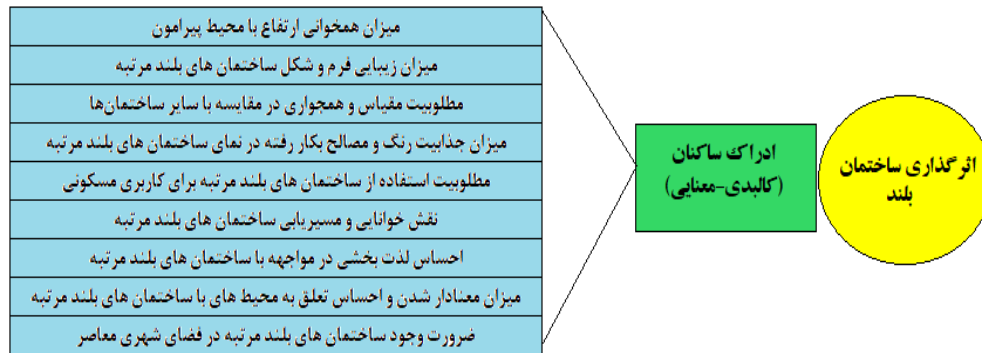 اثرگذاری ساختمان
بلند
ادراک ساکنان
(کالبدی-معنایی)
میزان همخوانی ارتفاع با محیط پیرامون
میزان زیبایی فرم و شکل ساختمان های بلند مرتبه
مطلوبیت مقیاس و همجواری در مقایسه با سایر ساختمان‌ها
میزان جذابیت رنگ و مصالح بکار رفته در نمای ساختمان های بلند مرتبه
مطلوبیت استفاده از ساختمان های بلند مرتبه برای کاربری مسکونی
نقش خوانایی و مسیریابی ساختمان های بلند مرتبه
احساس لذت بخشی در مواجهه با ساختمان های بلند مرتبه
میزان معنادار شدن و احساس تعلق به محیط های با ساختمان های بلند مرتبه
ضرورت وجود ساختمان های بلند مرتبه در فضای شهری معاصر